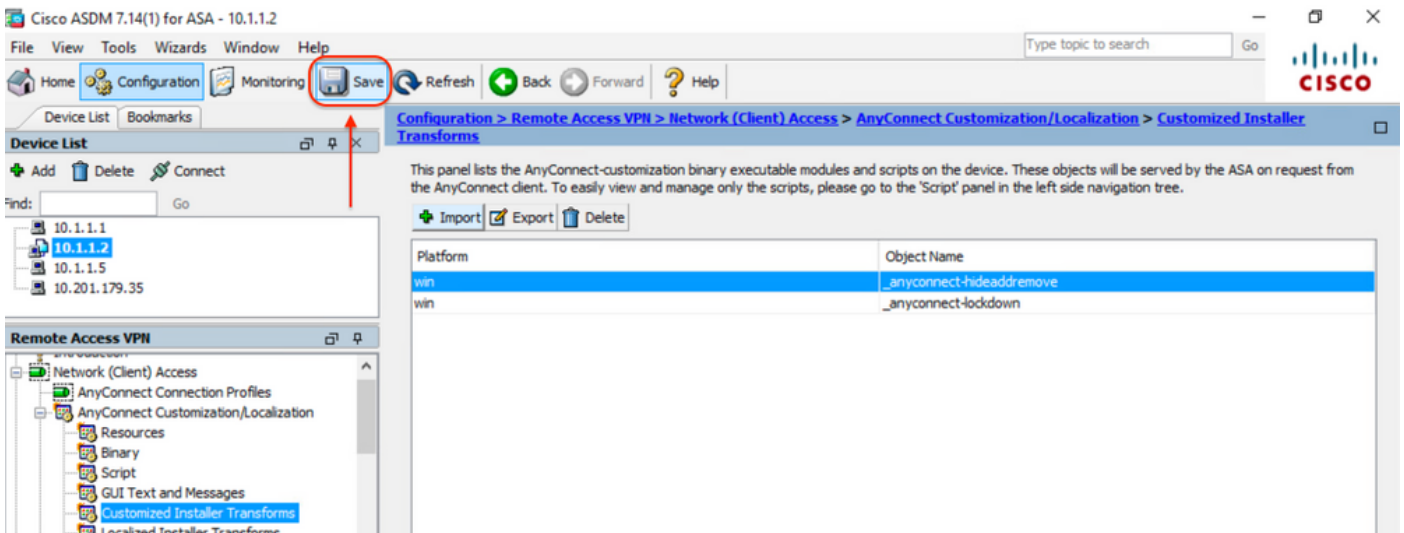 Cisco ASDM 7.14(1) for ASA - 10.1.1.2
File View Tools Wizards Window Help
Type topic to search Go
Home Configuration Monitoring Save Refresh Back Forward Help
CISCO
Device List Bookmarks
Device List
Add Delete Connect
Find: Go
10.1.1.1
10.1.1.2
10.1.1.5
10.201.179.35
Remote Access VPN
Introduction
Network (Client) Access
AnyConnect Connection Profiles
AnyConnect Customization/Localization
Resources
Binary
Script
GUI Text and Messages
Customized Installer Transforms
Localized Installer Transforms
Configuration > Remote Access VPN > Network (Client) Access > AnyConnect Customization/Localization > Customized Installer
Transforms
This panel lists the AnyConnect-customization binary executable modules and scripts on the device. These objects will be served by the ASA on request from
the AnyConnect client. To easily view and manage only the scripts, please go to the 'Script' panel in the left side navigation tree.
Import Export Delete
Platform Object Name
win _anyconnect-hideaddremove
win _anyconnect-lockdown